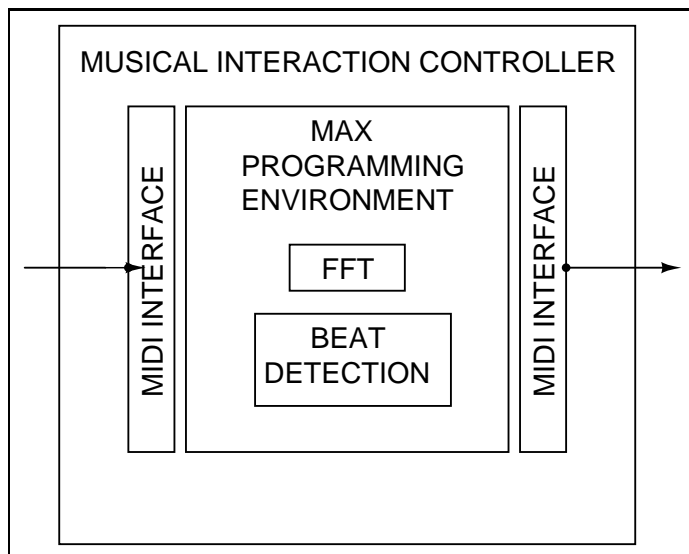 MUSICAL INTERACTION CONTROLLER
MIDI INTERFACE
MAX
PROGRAMMING
ENVIRONMENT
FFT
BEAT
DETECTION
MIDI INTERFACE